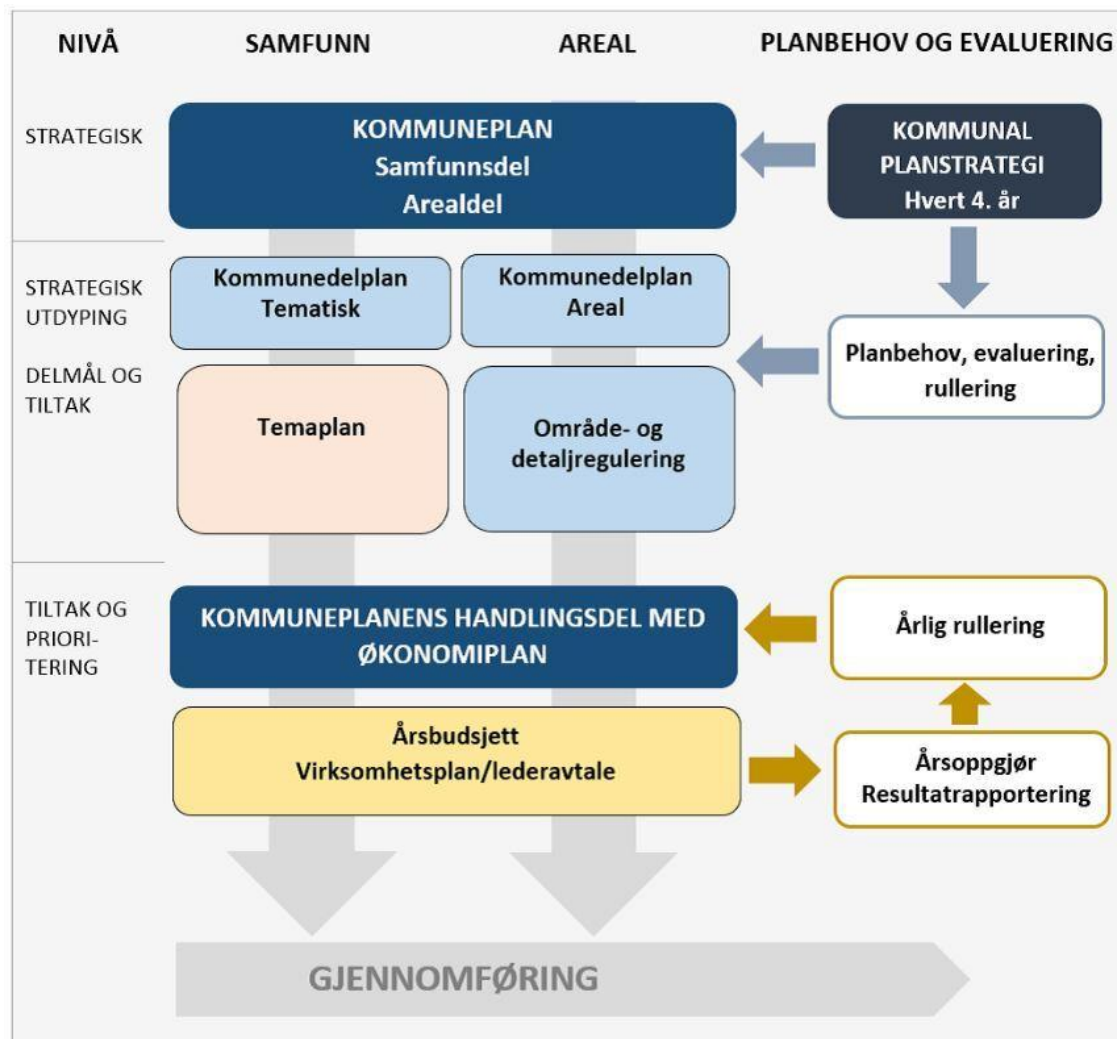 NIVÅ
SAMFUNN
AREAL
PLANBEHOV OG EVALUERING
STRATEGISK
KOMMUNEPLAN
Samfunnsdel
Arealdel
KOMMUNAL
PLANSTRATEGI
Hvert 4. år
STRATEGISK
UTDYPING
Kommunedelplan
Tematisk
Kommunedelplan
Areal
Planbehov, evaluering,
rullering
DELMÅL OG
TILTAK
Temaplan
Område- og
detaljregulering
TILTAK OG
PRIORI-
TERING
KOMMUNEPLANENS HANDLINGSDEL MED
ØKONOMIPLAN
Årlig rullering
Årsbudsjett
Virksomhetsplan/lederavtale
Årsoppgjør
Resultatrapportering
GJENNOMFØRING